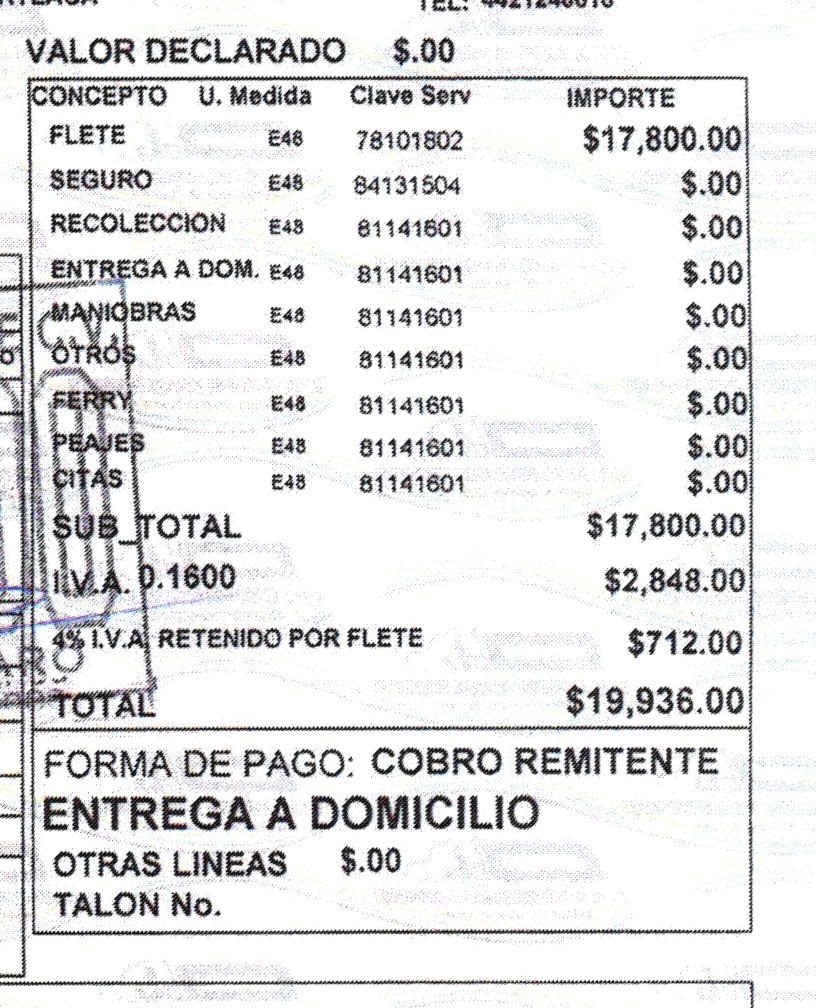 TEL: 4421240018
VALOR DECLARADO $.00
CONCEPTO U. Medida Clave Serv IMPORTE
FLETE E48 78101802 $17,800.00
SEGURO E48 84131504 $.00
RECOLECCION E48 81141601 $.00
ENTREGA A DOM. E48 81141601 $.00
MANIOBRAS E48 81141601 $.00
OTROS E48 81141601 $.00
FERRY E48 81141601 $.00
PEAJES E48 81141601 $.00
CITAS E48 81141601 $.00
SUB_TOTAL $17,800.00
I.V.A. 0.1600 $2,848.00
4% I.V.A. RETENIDO POR FLETE $712.00
TOTAL $19,936.00
FORMA DE PAGO: COBRO REMITENTE
ENTREGA A DOMICILIO
OTRAS LINEAS $.00
TALON No.